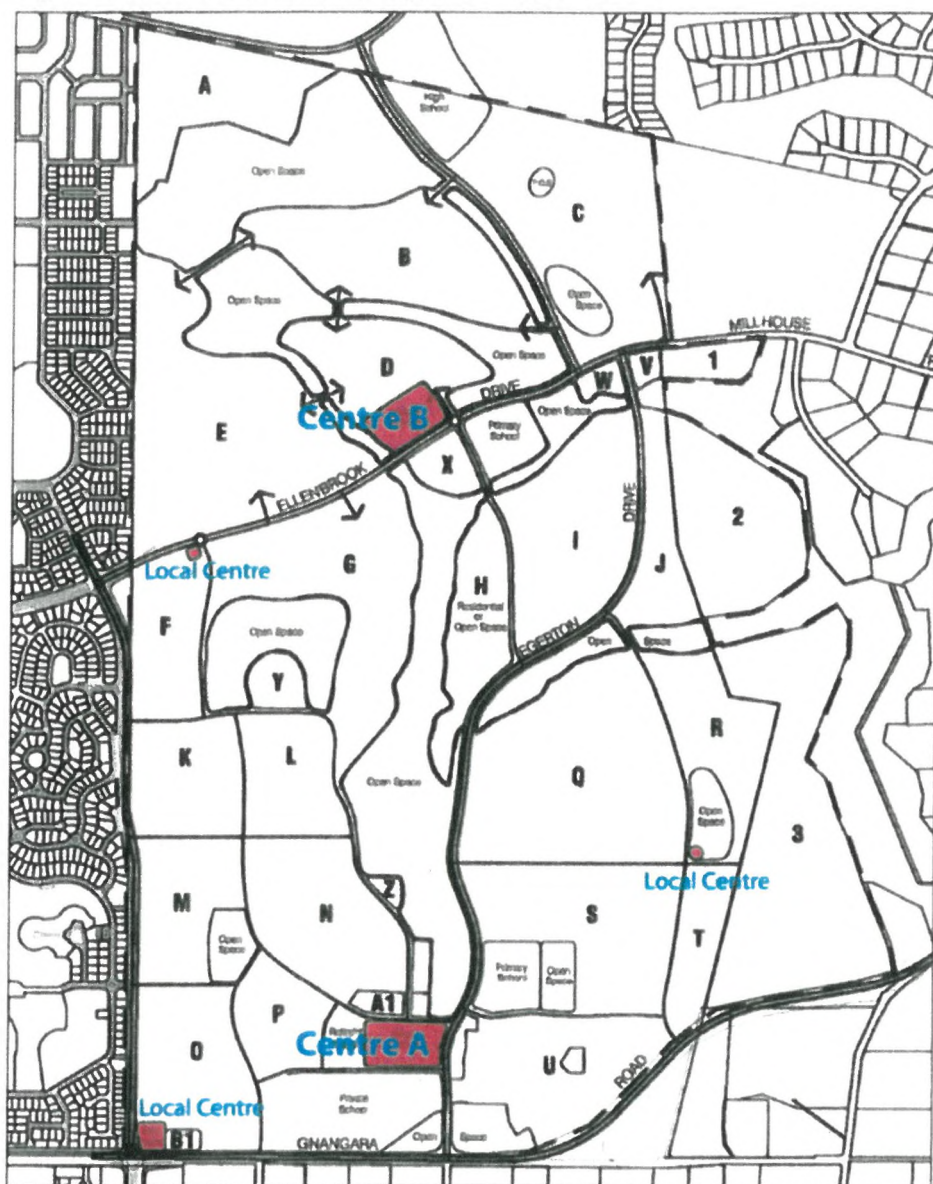 A
High
School
Open Space
C
B
Open Space
Open
Space
MILLHOUSE
Open Space
D
W
V
1
DRIVE
Centre B
Open Space
Primary
School
E
X
ELLENBROOK
DRIVE
2
I
Local Centre
G
J
H
Residential
or
Open Space
F
Open Space
EGERTON
Open
Space
Y
R
K
L
Q
Open Space
Open
Space
3
Local Centre
Z
M
N
S
Open
Space
T
Primary
School
Open
Space
A1
P
Centre A
O
U
ROAD
Private
School
Local Centre
B1
GNANGARA
Open
Space